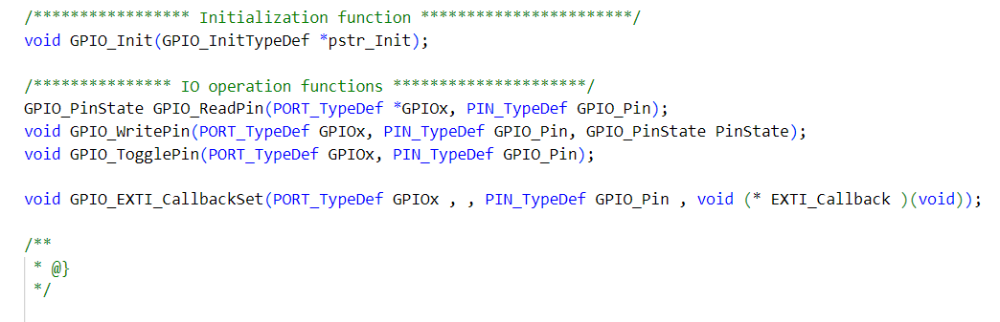 /***************** Initialization function ***********************/
void GPIO_Init(GPIO_InitTypeDef *pstr_Init);
/*************** IO operation functions *********************/
GPIO_PinState GPIO_ReadPin(PORT_TypeDef *GPIOx, PIN_TypeDef GPIO_Pin);
void GPIO_WritePin(PORT_TypeDef GPIOx, PIN_TypeDef GPIO_Pin, GPIO_PinState PinState);
void GPIO_TogglePin(PORT_TypeDef GPIOx, PIN_TypeDef GPIO_Pin);
void GPIO_EXTI_CallbackSet(PORT_TypeDef GPIOx , , PIN_TypeDef GPIO_Pin , void (* EXTI_Callback )(void));
/**
* @}
*/